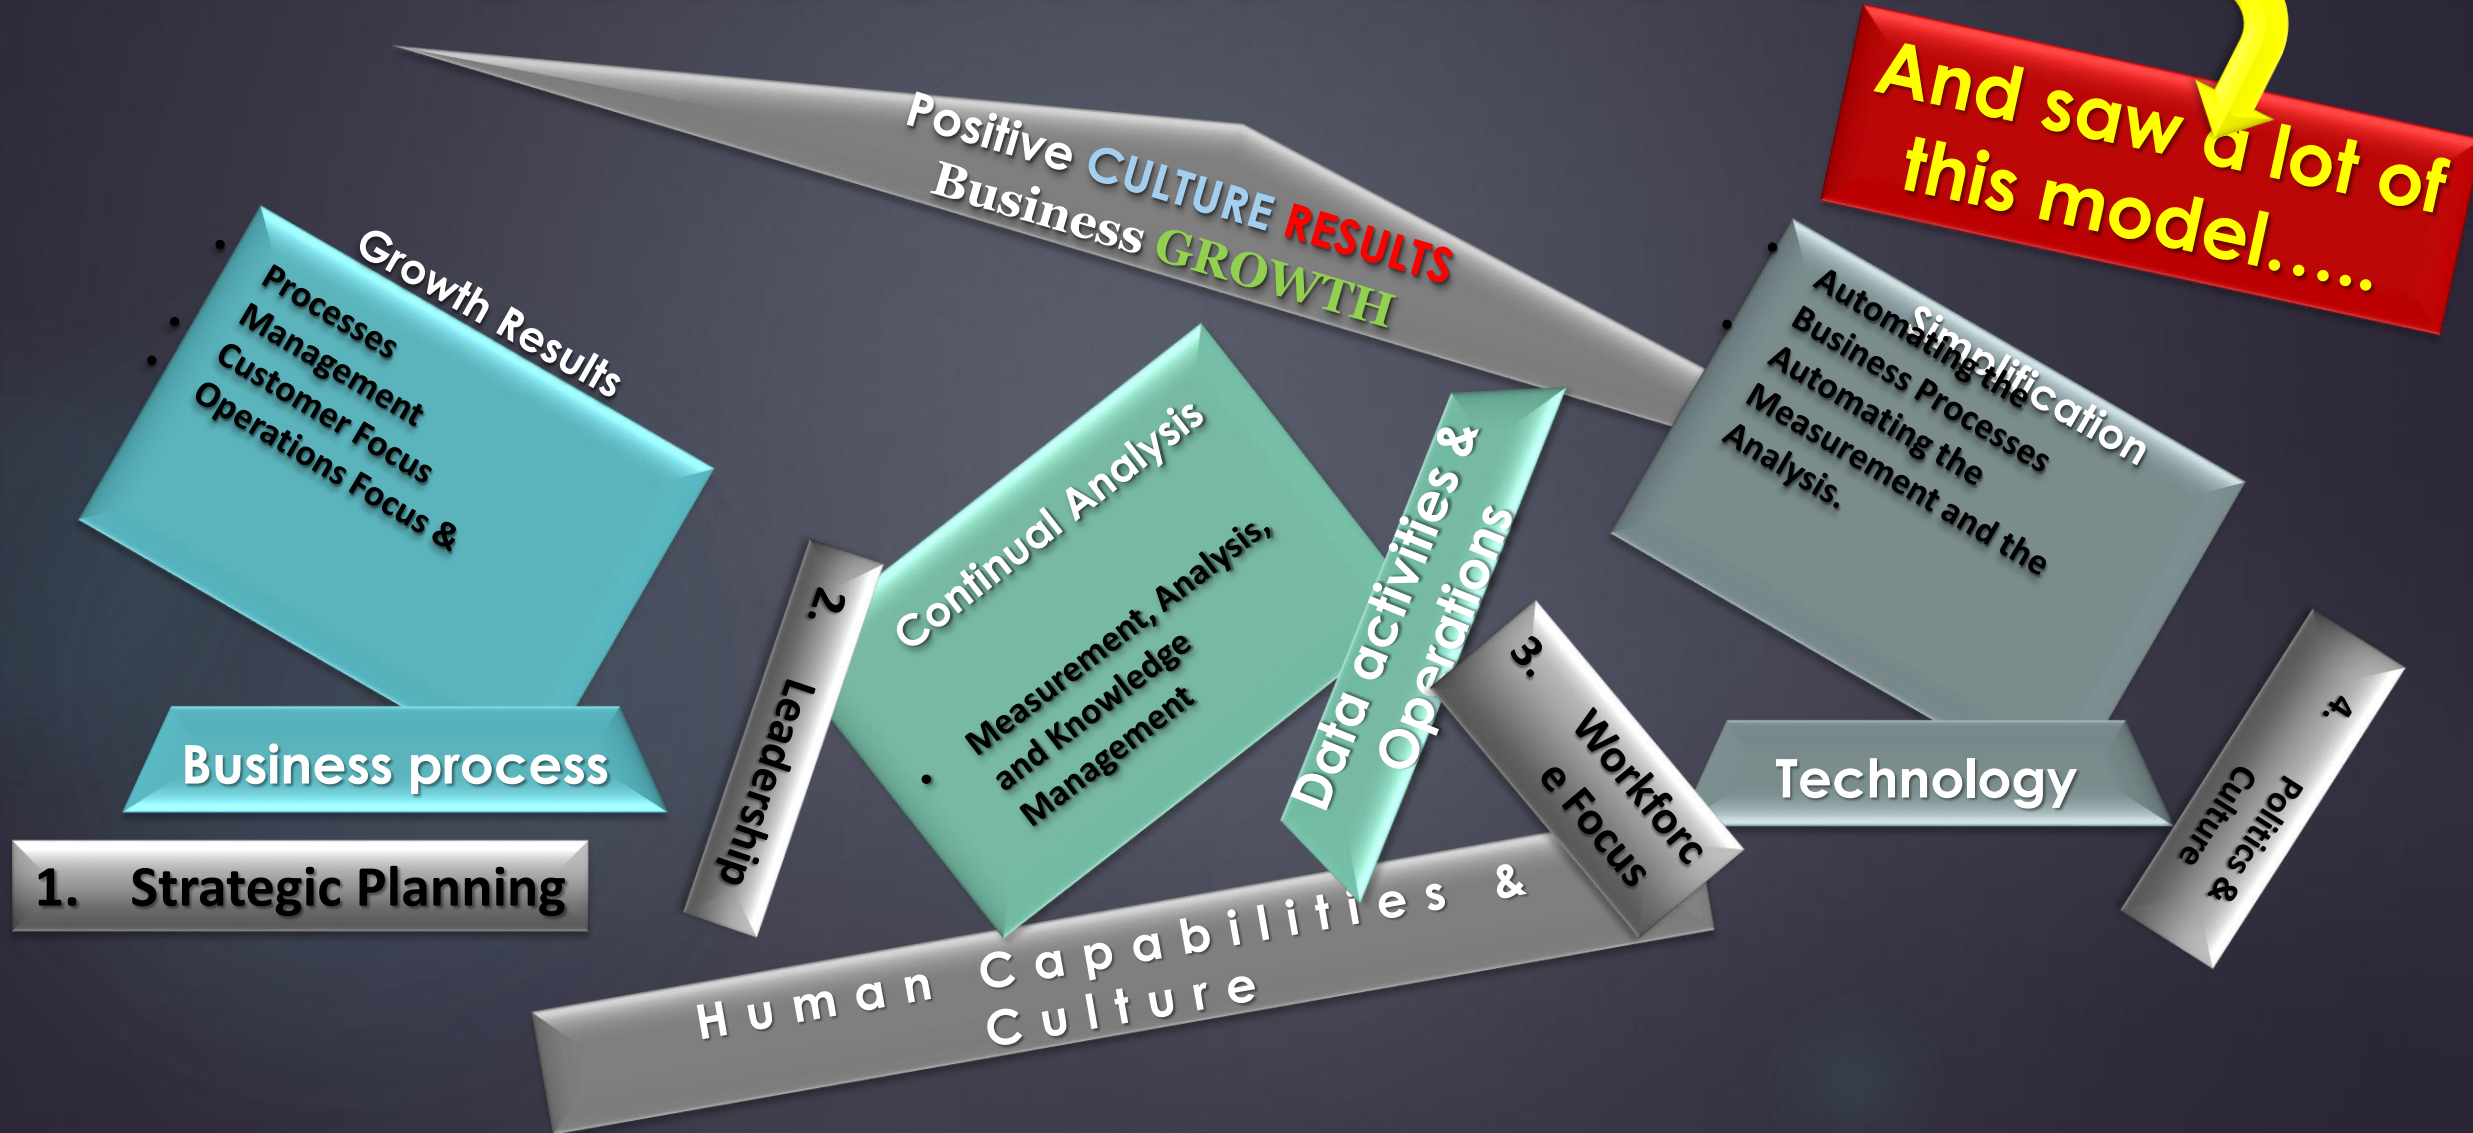 And saw a lot of
this model.....
Positive CULTURE RESULTS
Business GROWTH
Growth Results
Processes
Management
Customer Focus
Operations Focus &
Business process
1. Strategic Planning
2. Leadership
Continual Analysis
• Measurement, Analysis,
and Knowledge
Management
Data activities &
Operations
3. Workforc
e Focus
Simplification
Automating the
Business Processes
Automating the
Measurement and the
Analysis.
Technology
4. Politics &
Culture
Human Capabilities &
Culture